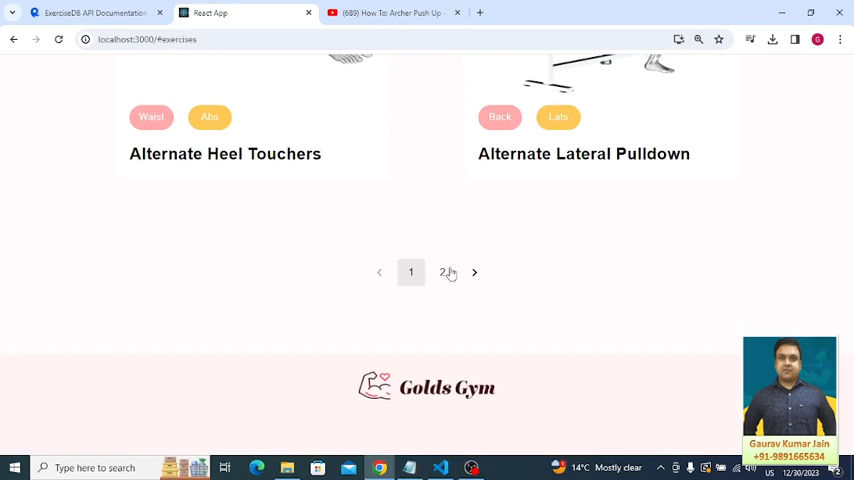 ExerciseDB API Documentation
React App
(689) How To: Archer Push Up -
localhost:3000/#exercises
G
Waist
Abs
Back
Lats
Alternate Heel Touchers
Alternate Lateral Pulldown
1
2
Golds Gym
Gaurav Kumar Jain
+91-9891665634
Type here to search
14°C Mostly clear
US
12/30/2023
2